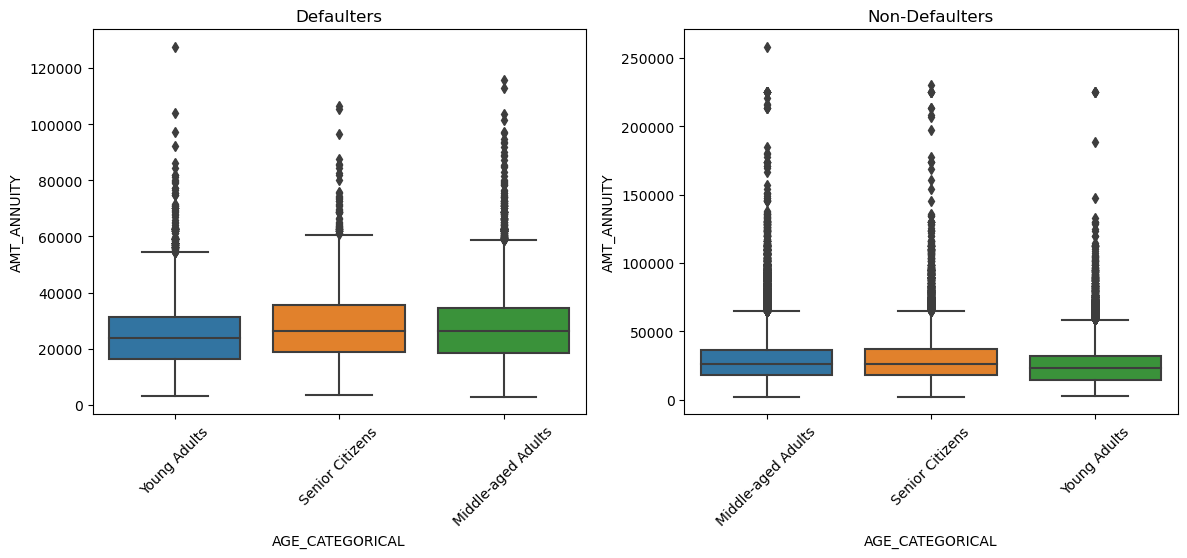 Defaulters
120000
100000
80000
60000
40000
20000
0
AMT_ANNUITY
Young Adults
Senior Citizens
Middle-aged Adults
AGE_CATEGORICAL
Non-Defaulters
250000
200000
150000
100000
50000
0
AMT_ANNUITY
Middle-aged Adults
Senior Citizens
Young Adults
AGE_CATEGORICAL